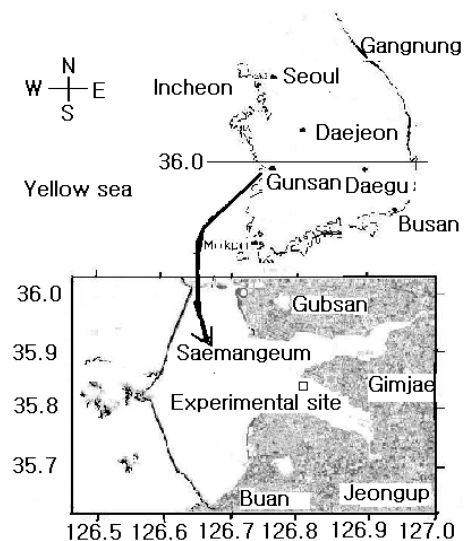 Gangnung
N
W E
S
Incheon
Seoul
Daejeon
36.0
Yellow sea
Gunsan
Daegu
Busan
Mokpo
36.0
35.9
35.8
35.7
Gubsan
Saemangeum
Gimjae
Experimental site
Buan
Jeongup
126.5 126.6 126.7 126.8 126.9 127.0